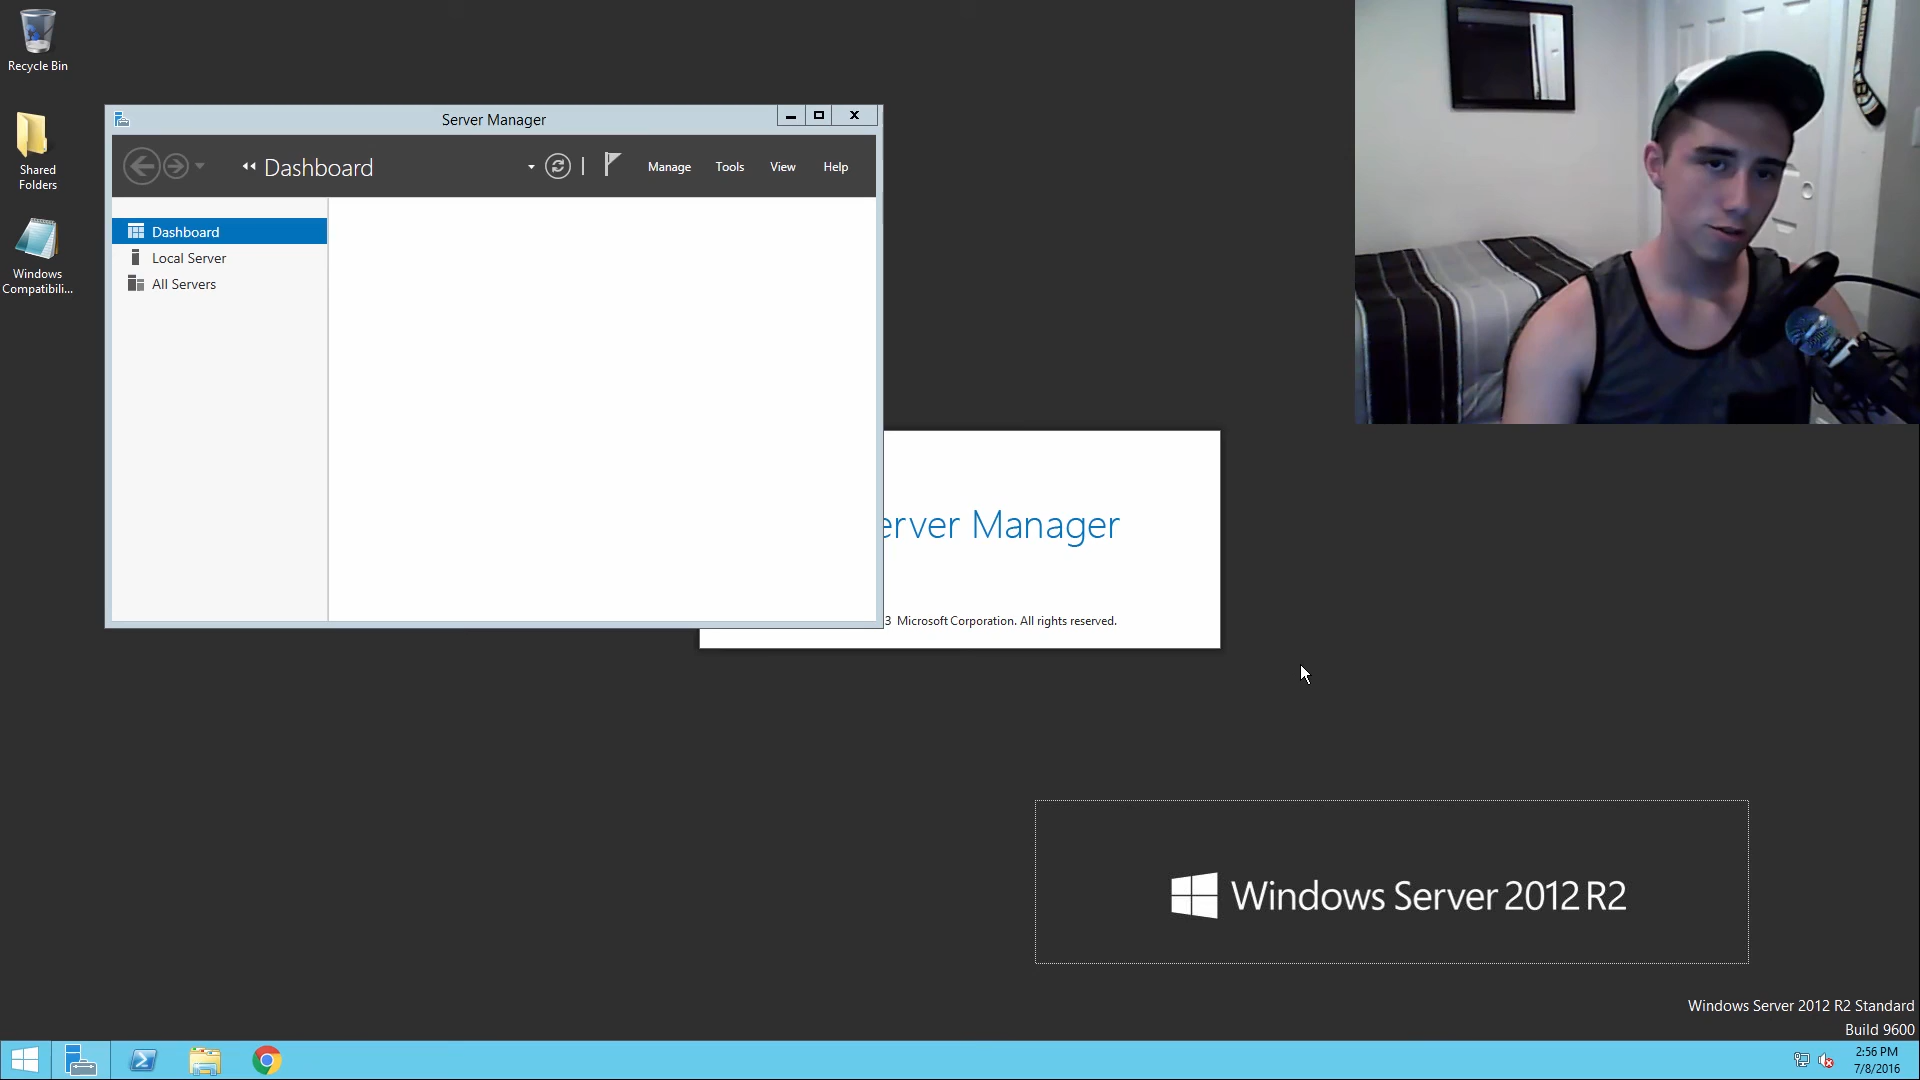 Recycle Bin
Shared
Folders
Windows
Compatibili...
Server Manager
Dashboard
Manage Tools View Help
Dashboard
Local Server
All Servers
erver Manager
3 Microsoft Corporation. All rights reserved.
Windows Server 2012 R2
Windows Server 2012 R2 Standard
Build 9600
2:56 PM
7/8/2016